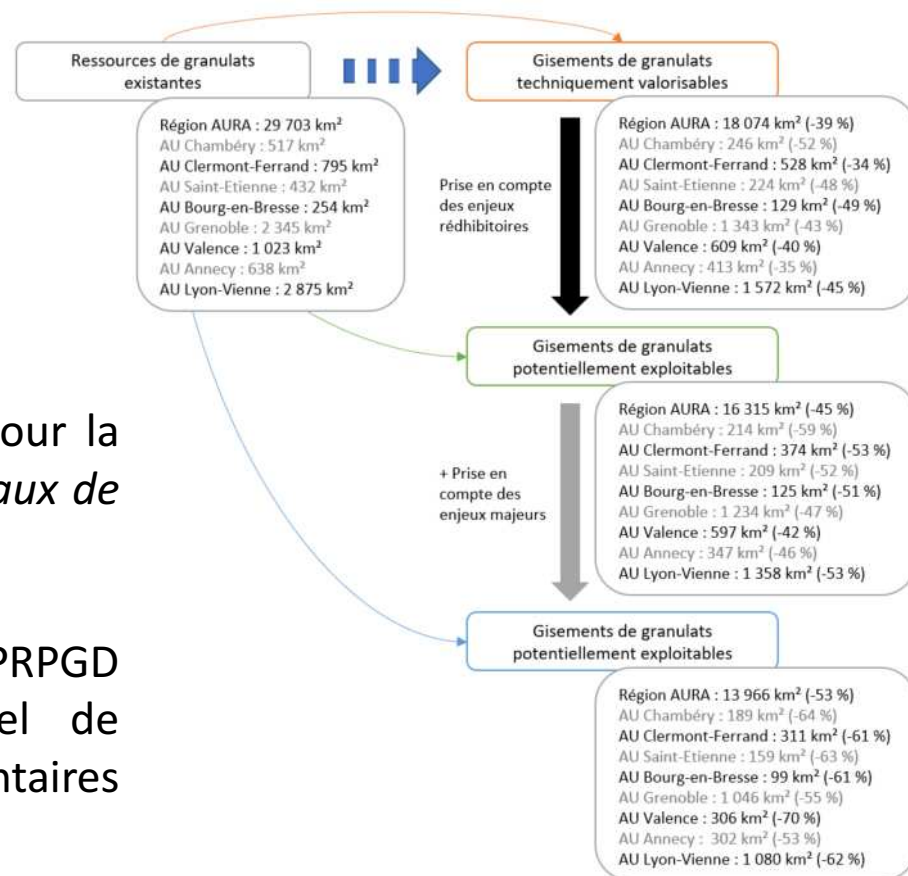 Ressources de granulats
existantes
Région AURA : 29 703 km²
AU Chambéry : 517 km²
AU Clermont-Ferrand : 795 km²
AU Saint-Etienne : 432 km²
AU Bourg-en-Bresse : 254 km²
AU Grenoble : 2 345 km²
AU Valence : 1 023 km²
AU Annecy : 638 km²
AU Lyon-Vienne : 2 875 km²
Gisements de granulats
techniquement valorisables
Région AURA : 18 074 km² (-39 %)
AU Chambéry : 246 km² (-52 %)
AU Clermont-Ferrand : 528 km² (-34 %)
AU Saint-Etienne : 224 km² (-48 %)
AU Bourg-en-Bresse : 129 km² (-49 %)
AU Grenoble : 1 343 km² (-43 %)
AU Valence : 609 km² (-40 %)
AU Annecy : 413 km² (-35 %)
AU Lyon-Vienne : 1 572 km² (-45 %)
Prise en compte
des enjeux
rédhibitoires
Gisements de granulats
potentiellement exploitables
Région AURA : 16 315 km² (-45 %)
AU Chambéry : 214 km² (-59 %)
AU Clermont-Ferrand : 374 km² (-53 %)
AU Saint-Etienne : 209 km² (-52 %)
AU Bourg-en-Bresse : 125 km² (-51 %)
AU Grenoble : 1 234 km² (-47 %)
AU Valence : 597 km² (-42 %)
AU Annecy : 347 km² (-46 %)
AU Lyon-Vienne : 1 358 km² (-53 %)
+ Prise en
compte des
enjeux majeurs
Gisements de granulats
potentiellement exploitables
Région AURA : 13 966 km² (-53 %)
AU Chambéry : 189 km² (-64 %)
AU Clermont-Ferrand : 311 km² (-61 %)
AU Saint-Etienne : 159 km² (-63 %)
AU Bourg-en-Bresse : 99 km² (-61 %)
AU Grenoble : 1 046 km² (-55 %)
AU Valence : 306 km² (-70 %)
AU Annecy : 302 km² (-53 %)
AU Lyon-Vienne : 1 080 km² (-62 %)
our la
aux de
PRPGD
el de
ntaires